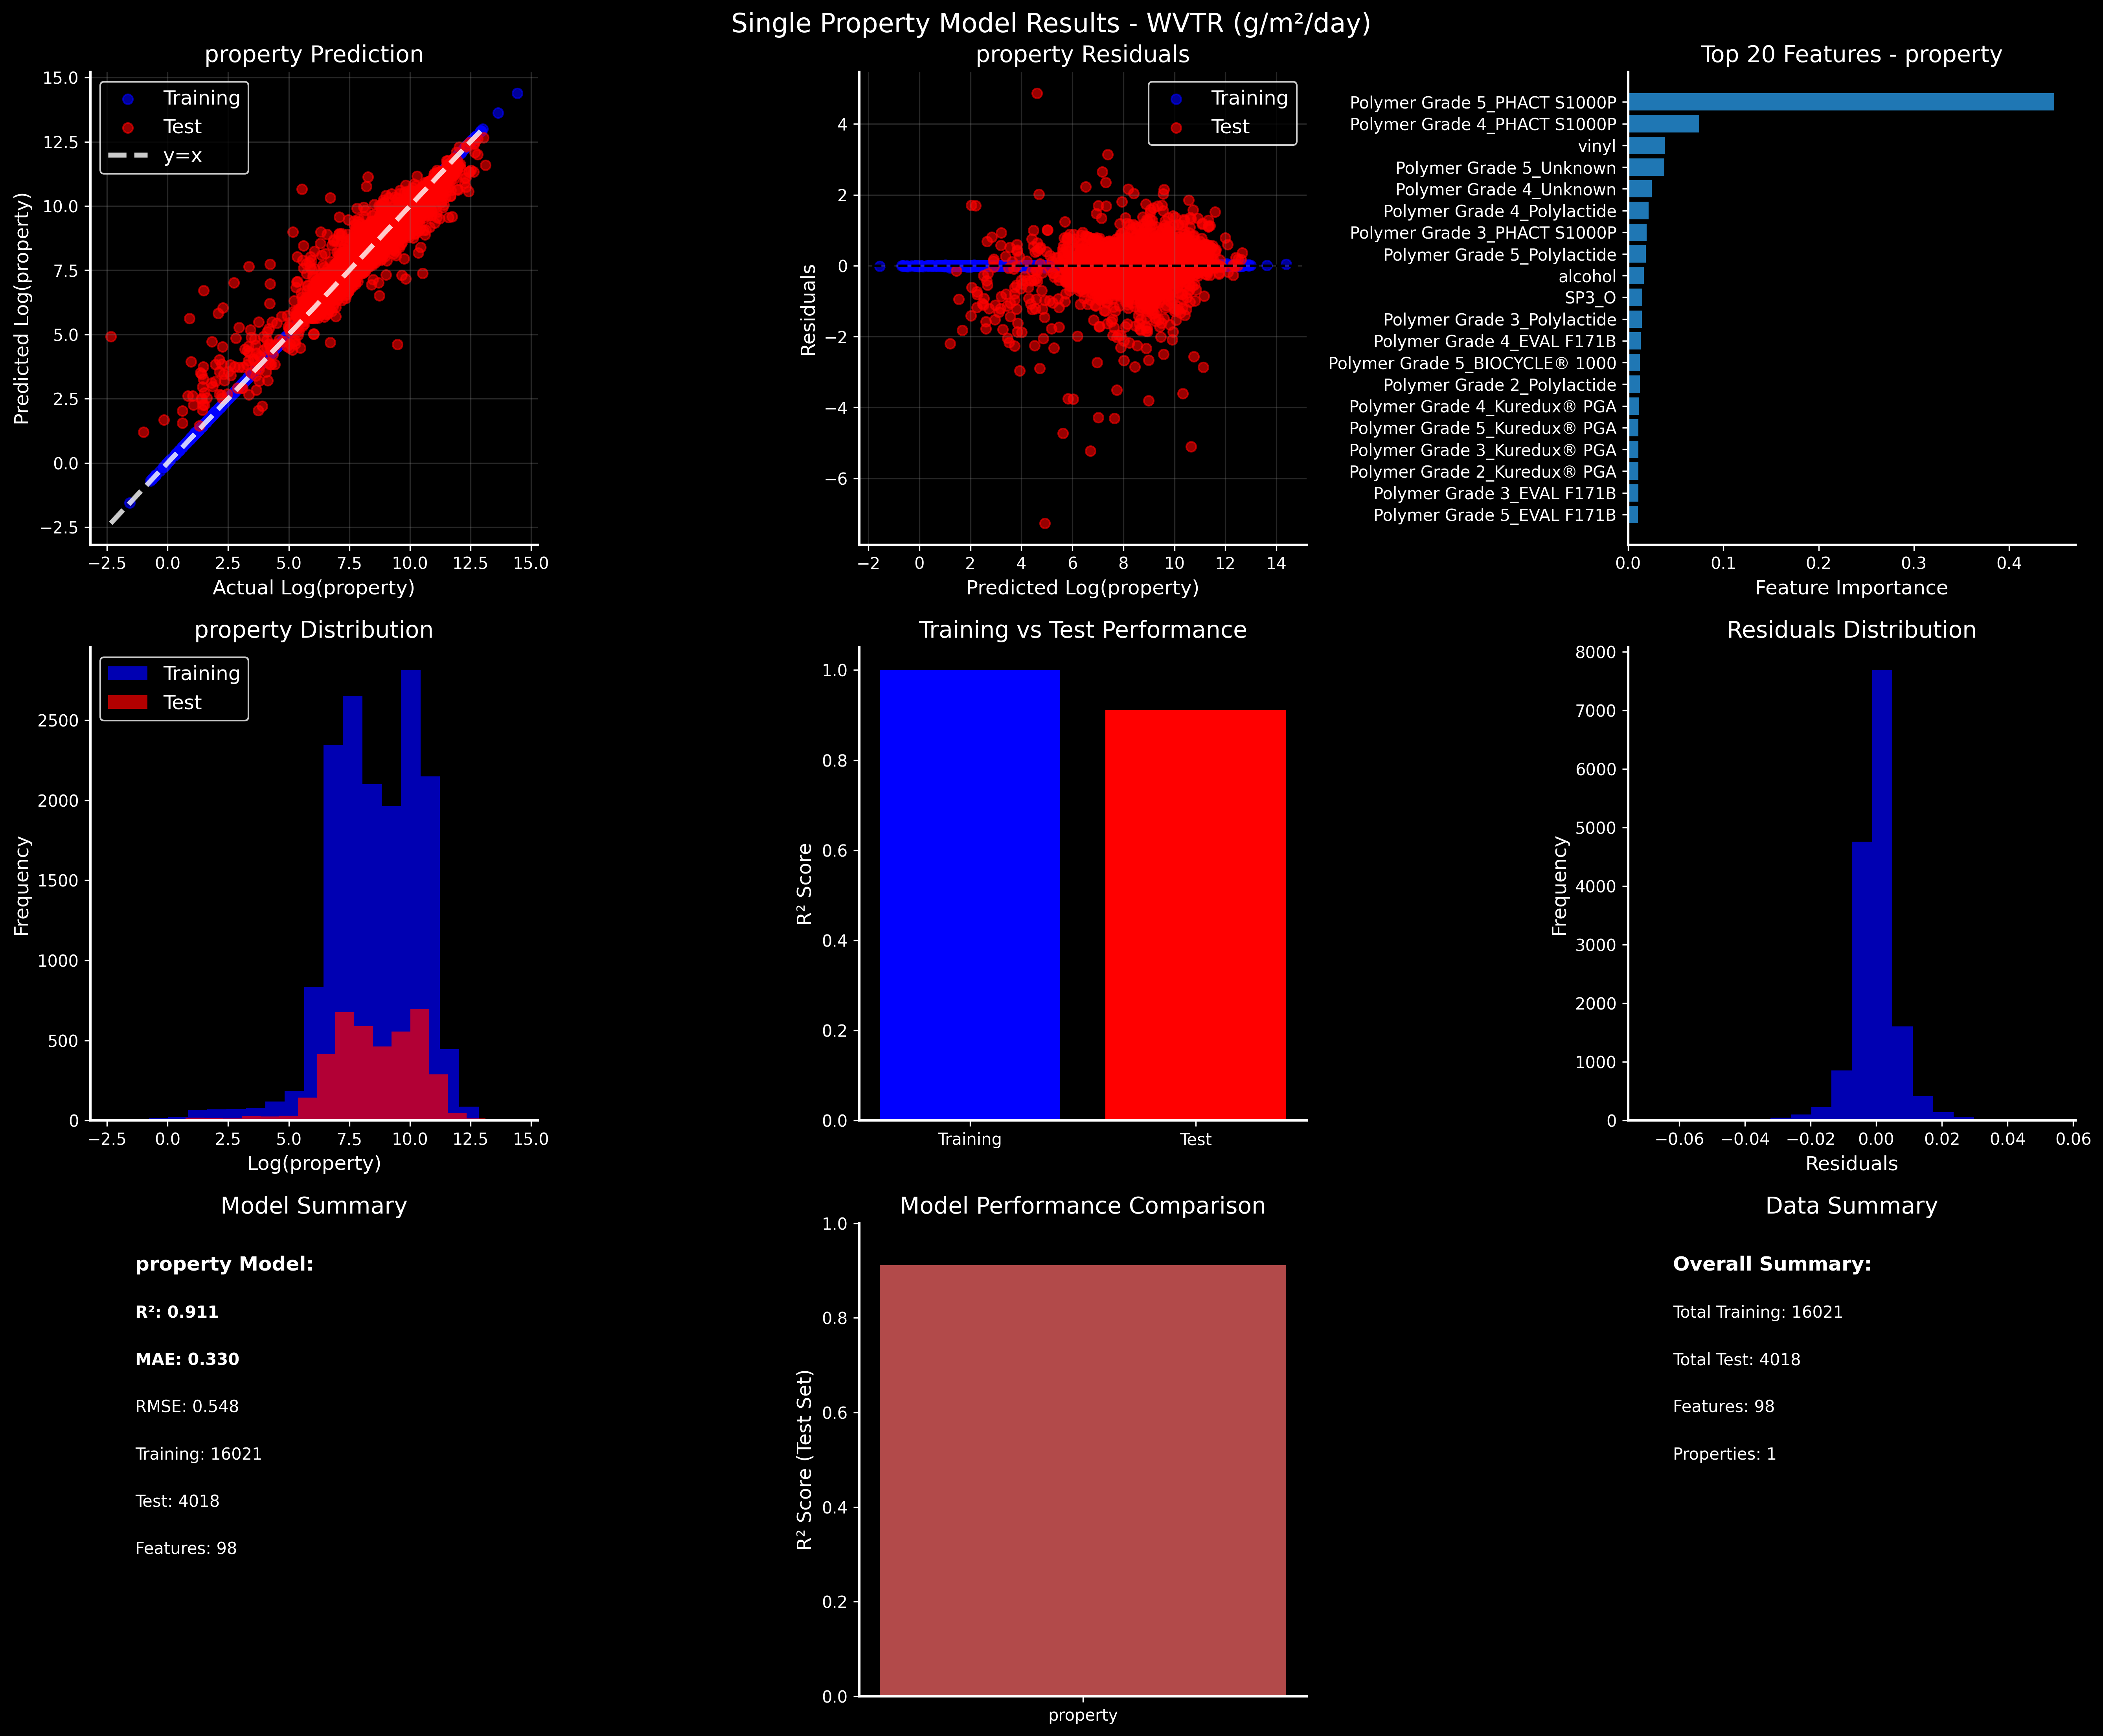 Single Property Model Results - WVTR (g/m²/day)
property Prediction
15.0
12.5
10.0
7.5
5.0
2.5
0.0
−2.5
Predicted Log(property)
Training
Test
y=x
−2.5 0.0 2.5 5.0 7.5 10.0 12.5 15.0
Actual Log(property)
property Residuals
4
2
0
−2
−4
−6
Residuals
Training
Test
−2 0 2 4 6 8 10 12 14
Predicted Log(property)
Top 20 Features - property
Polymer Grade 5_PHACT S1000P
Polymer Grade 4_PHACT S1000P
vinyl
Polymer Grade 5_Unknown
Polymer Grade 4_Unknown
Polymer Grade 4_Polylactide
Polymer Grade 3_PHACT S1000P
Polymer Grade 5_Polylactide
alcohol
SP3_O
Polymer Grade 3_Polylactide
Polymer Grade 4_EVAL F171B
Polymer Grade 5_BIOCYCLE® 1000
Polymer Grade 2_Polylactide
Polymer Grade 4_Kuredux® PGA
Polymer Grade 5_Kuredux® PGA
Polymer Grade 3_Kuredux® PGA
Polymer Grade 2_Kuredux® PGA
Polymer Grade 3_EVAL F171B
Polymer Grade 5_EVAL F171B
0.0 0.1 0.2 0.3 0.4
Feature Importance
property Distribution
2500
2000
1500
1000
500
0
Frequency
Training
Test
−2.5 0.0 2.5 5.0 7.5 10.0 12.5 15.0
Log(property)
Training vs Test Performance
1.0
0.8
0.6
0.4
0.2
0.0
R² Score
Training Test
Residuals Distribution
8000
7000
6000
5000
4000
3000
2000
1000
0
Frequency
−0.06 −0.04 −0.02 0.00 0.02 0.04 0.06
Residuals
Model Summary
property Model:
R²: 0.911
MAE: 0.330
RMSE: 0.548
Training: 16021
Test: 4018
Features: 98
Model Performance Comparison
1.0
0.8
0.6
0.4
0.2
0.0
R² Score (Test Set)
property
Data Summary
Overall Summary:
Total Training: 16021
Total Test: 4018
Features: 98
Properties: 1